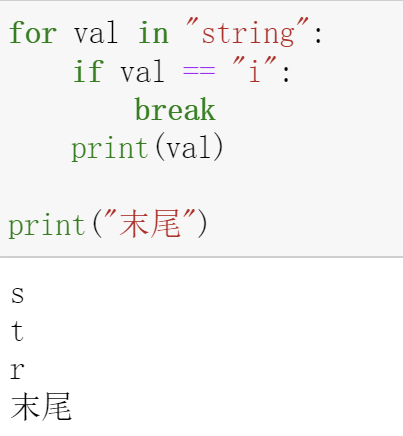 for val in "string":
    if val == "i":
        break
    print(val)

print("末尾")
s
t
r
末尾